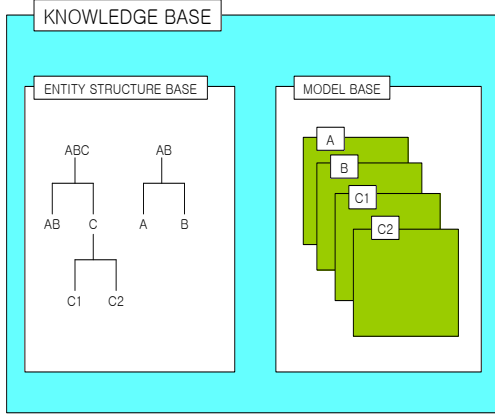 KNOWLEDGE BASE
ENTITY STRUCTURE BASE
ABC
AB
AB
C
A
B
C1
C2
MODEL BASE
A
B
C1
C2